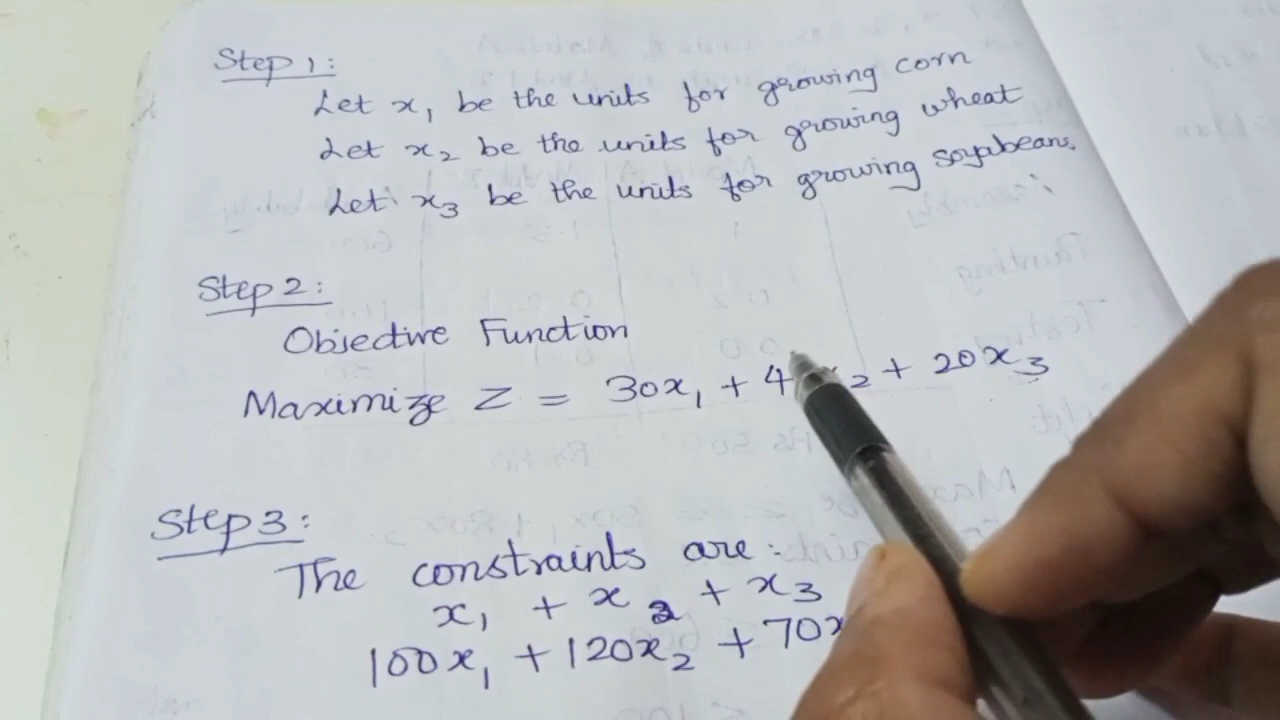 Step 1:
Let x₁ be the units for growing corn
Let x₂ be the units for growing wheat
Let x₃ be the units for growing soyabeans.
Step 2:
Objective Function
Maximize Z = 30x₁ + 4 x₂ + 20x₃
Step 3:
The constraints are:
x₁ + x₂ + x₃
100x₁ + 120x₂ + 70x